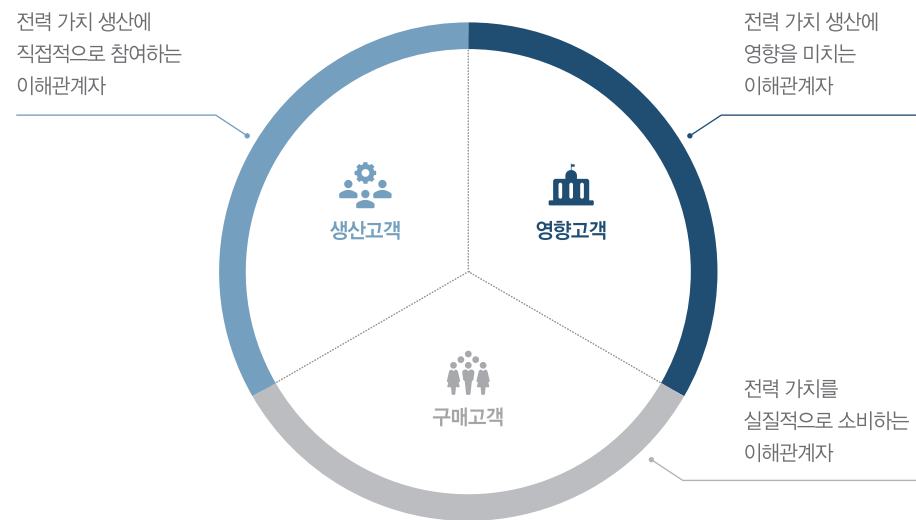 전력 가치 생산에
직접적으로 참여하는
이해관계자
전력 가치 생산에
영향을 미치는
이해관계자
생산고객
영향고객
구매고객
전력 가치를
실질적으로 소비하는
이해관계자